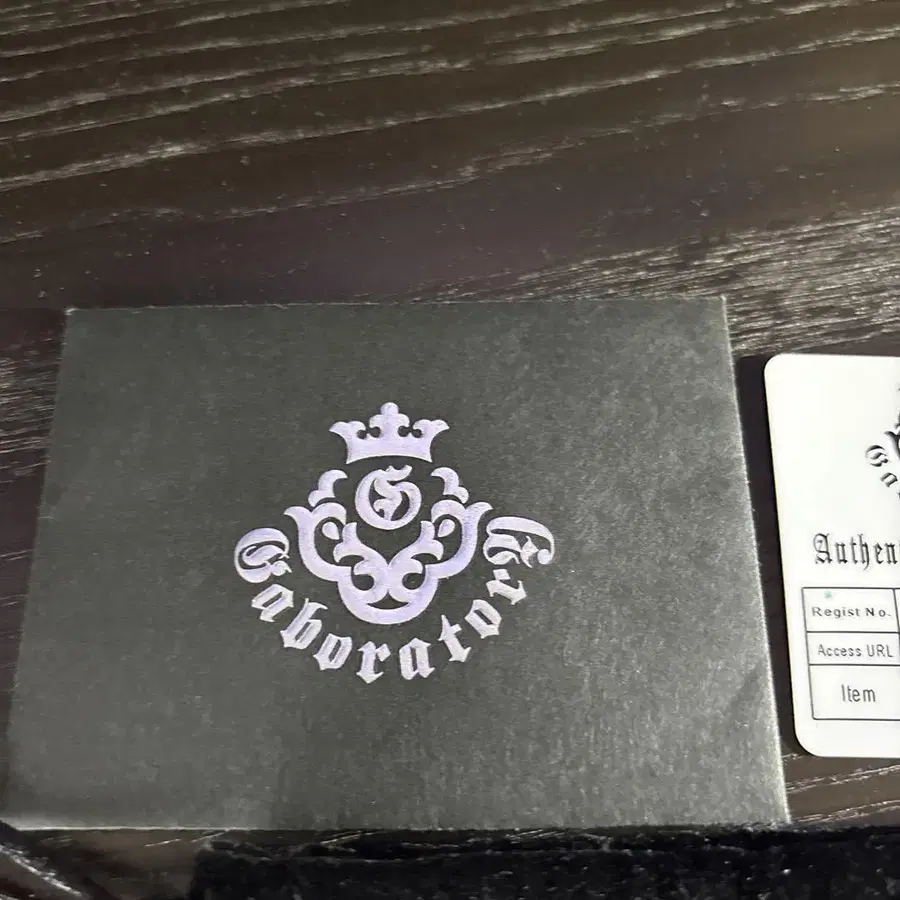 G
Gaboratory
Authen
Regist No.
Access URL
Item